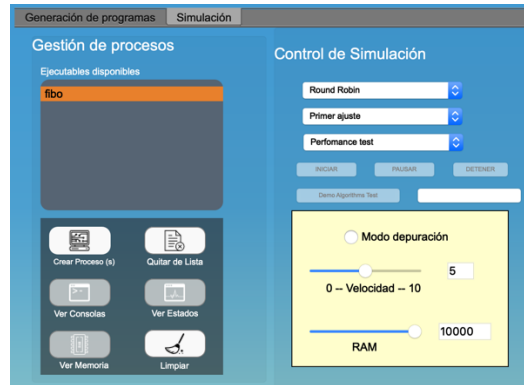 Generación de programas Simulación
Gestión de procesos
Ejecutables disponibles
fibo
Crear Proceso (s) Quitar de Lista
Ver Consolas Ver Estados
Ver Memoria Limpiar
Control de Simulación
Round Robin
Primer ajuste
Perfomance test
INICIAR PAUSAR DETENER
Demo Algorithms Test
Modo depuración
5
0 -- Velocidad -- 10
10000
RAM